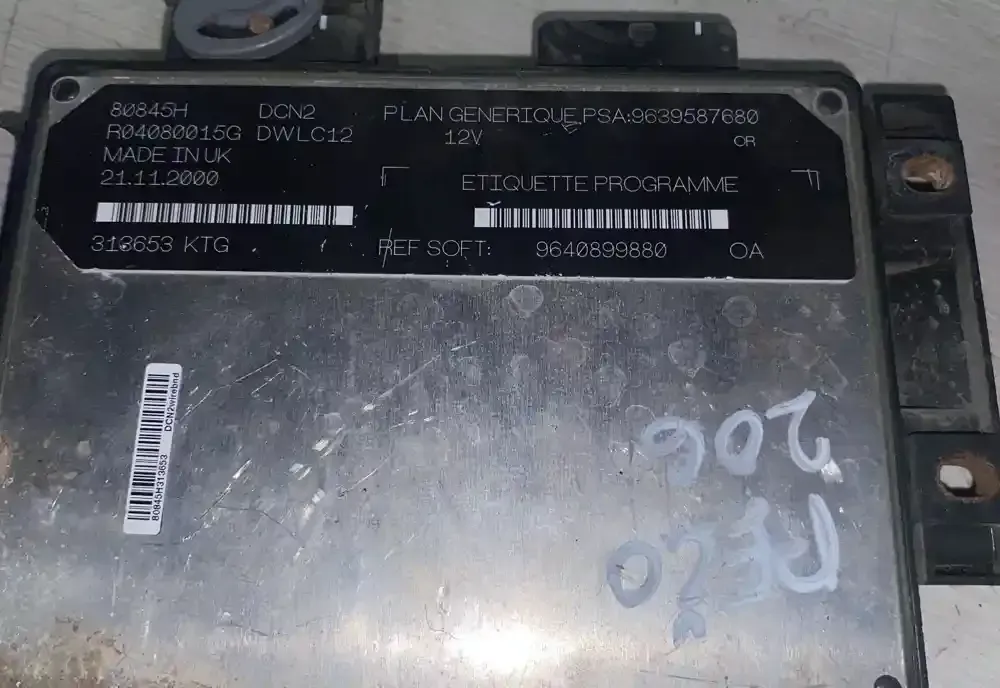 80845H DCN2 PLAN GENERIQUE PSA:9639587680
R04080015G DWLC12 12V OR
MADE IN UK
21.11.2000 ETIQUETTE PROGRAMME
313653 KTG REF SOFT: 9640899880 OA
80845H313653 DCN2wirebnd
206